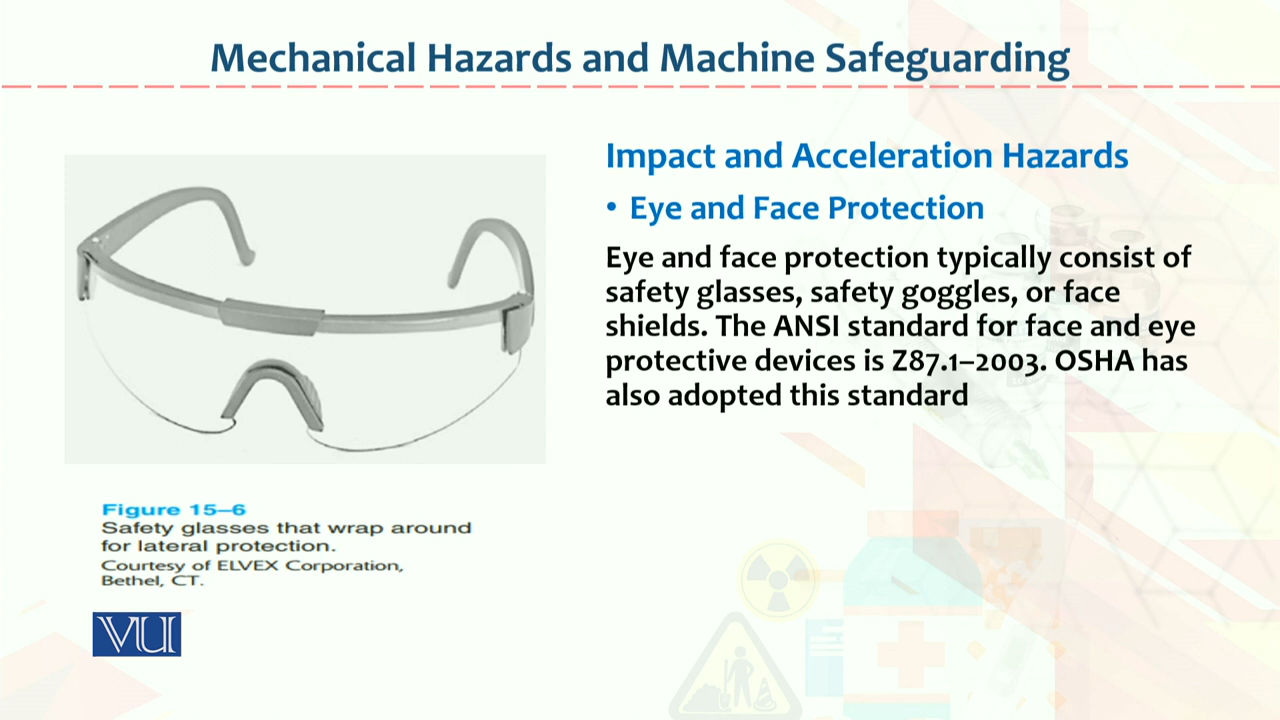 Mechanical Hazards and Machine Safeguarding
Impact and Acceleration Hazards
• Eye and Face Protection
Eye and face protection typically consist of
safety glasses, safety goggles, or face
shields. The ANSI standard for face and eye
protective devices is Z87.1–2003. OSHA has
also adopted this standard
Figure 15–6
Safety glasses that wrap around
for lateral protection.
Courtesy of ELVEX Corporation,
Bethel, CT.
VU